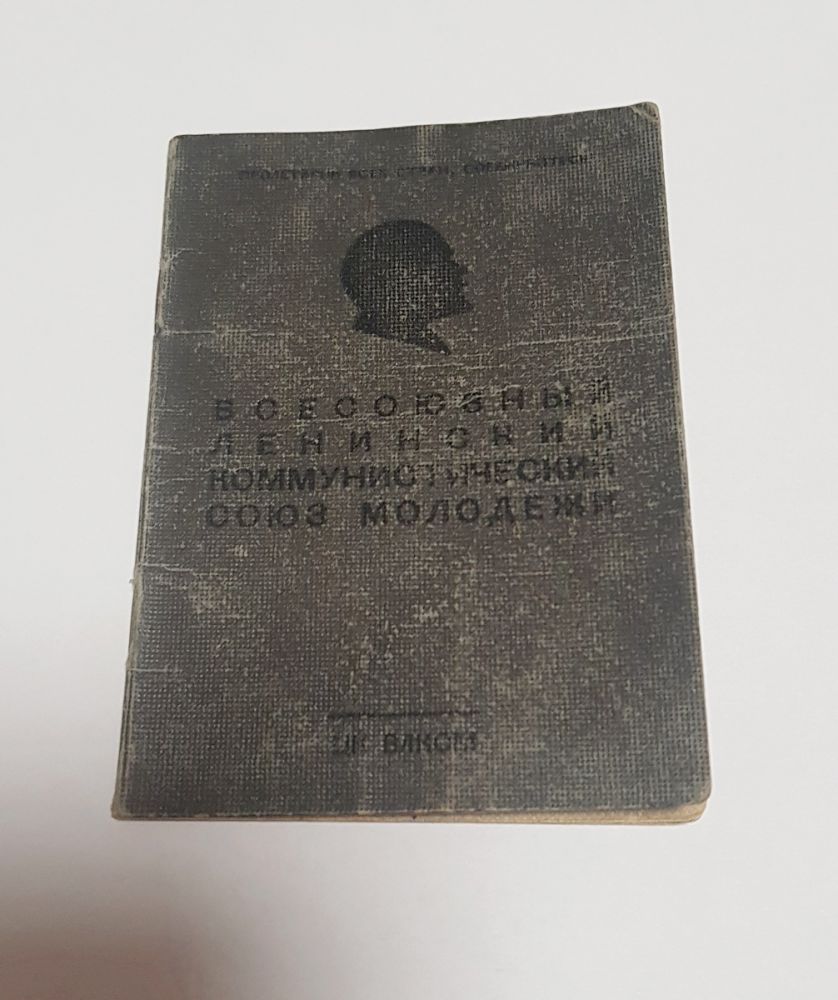 ПРОЛЕТАРИИ ВСЕХ СТРАН, СОЕДИНЯЙТЕСЬ
ВСЕСОЮЗНЫЙ
ЛЕНИНСКИЙ
КОММУНИСТИЧЕСКИЙ
СОЮЗ МОЛОДЕЖИ
ЦК ВЛКСМ